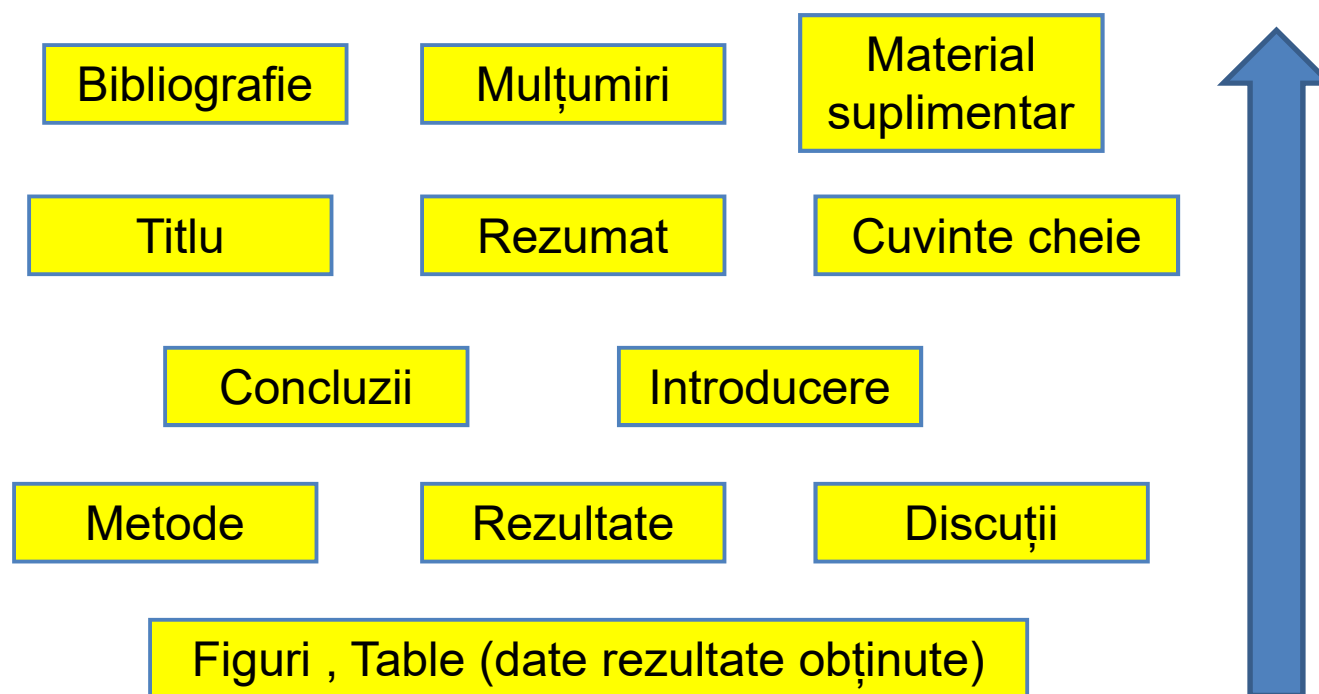 Bibliografie
Mulțumiri
Material
suplimentar
Titlu
Rezumat
Cuvinte cheie
Concluzii
Introducere
Metode
Rezultate
Discuții
Figuri , Table (date rezultate obținute)